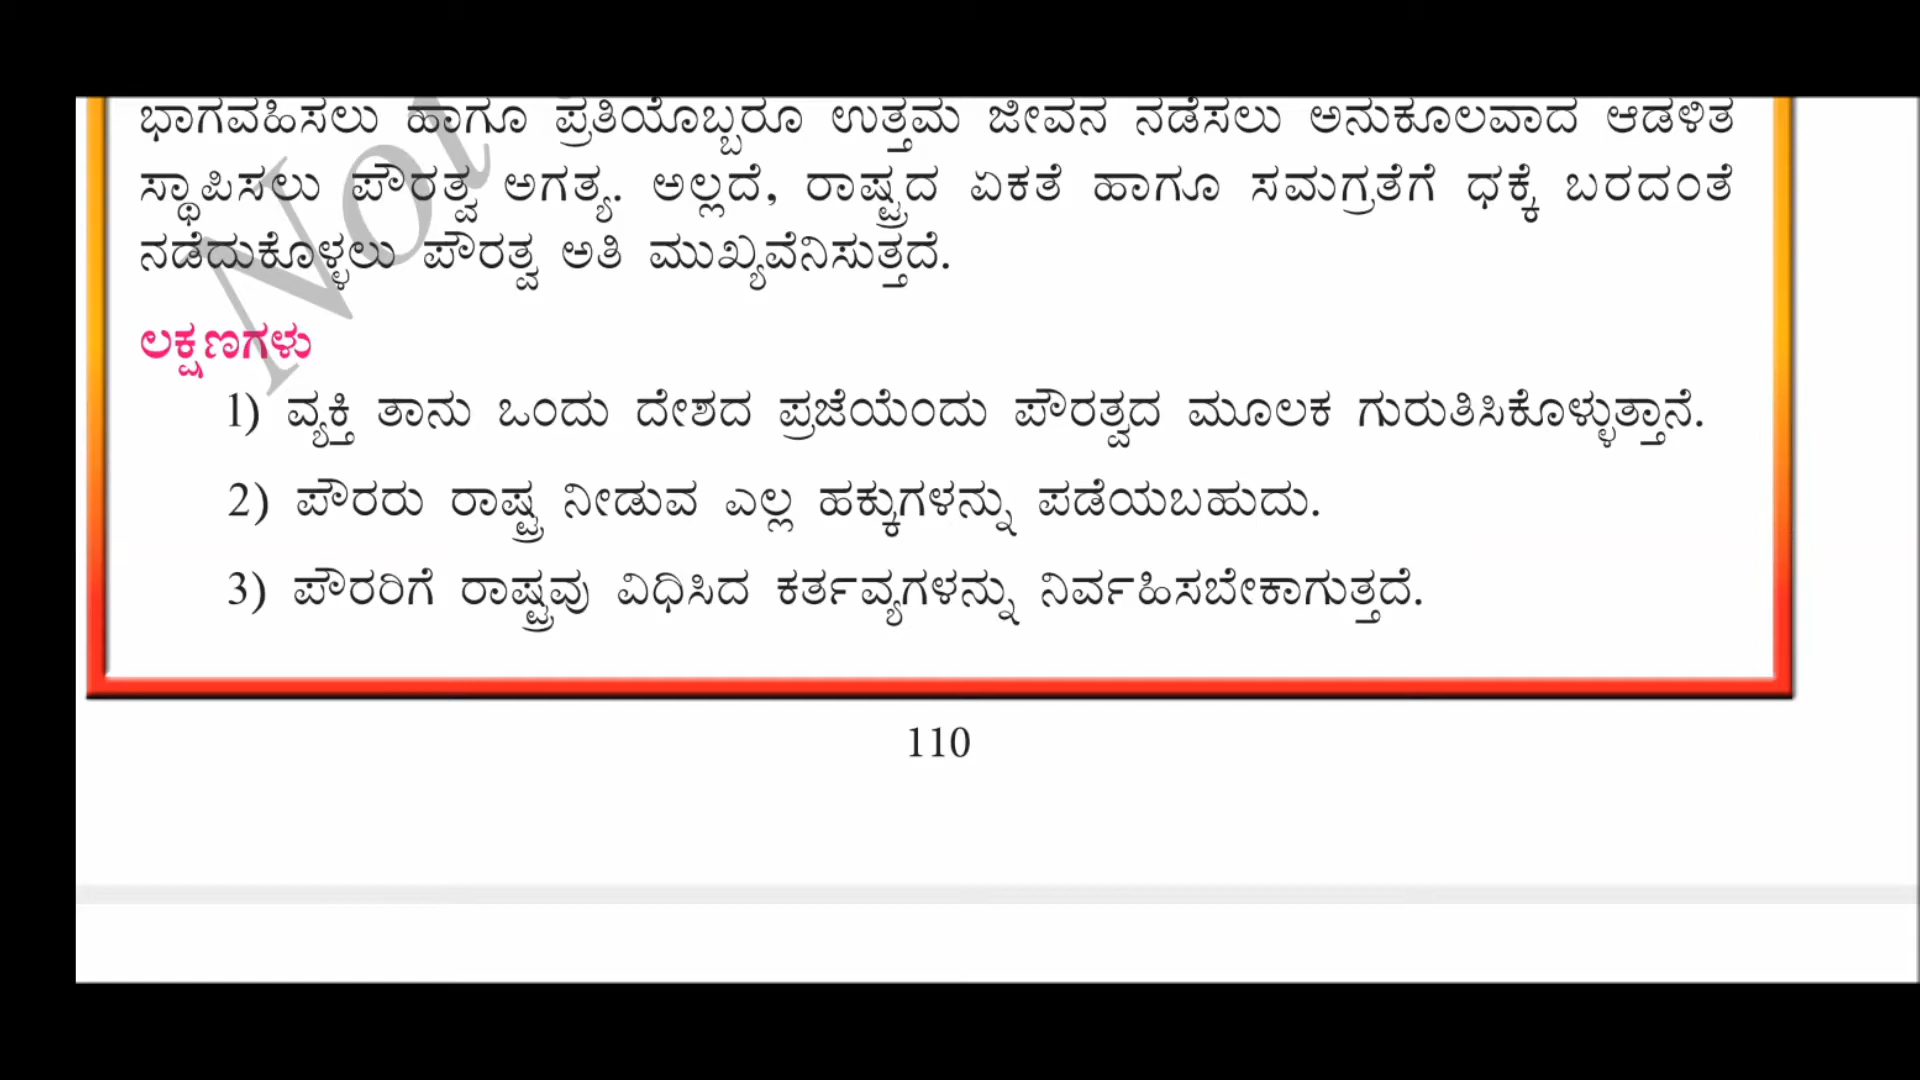 ಭಾಗವಹಿಸಲು ಹಾಗೂ ಪ್ರತಿಯೊಬ್ಬರೂ ಉತ್ತಮ ಜೀವನ ನಡೆಸಲು ಅನುಕೂಲವಾದ ಆಡಳಿತ
ಸ್ಥಾಪಿಸಲು ಪೌರತ್ವ ಅಗತ್ಯ. ಅಲ್ಲದೆ, ರಾಷ್ಟ್ರದ ಏಕತೆ ಹಾಗೂ ಸಮಗ್ರತೆಗೆ ಧಕ್ಕೆ ಬರದಂತೆ
ನಡೆದುಕೊಳ್ಳಲು ಪೌರತ್ವ ಅತಿ ಮುಖ್ಯವೆನಿಸುತ್ತದೆ.
Not
ಲಕ್ಷಣಗಳು
1) ವ್ಯಕ್ತಿ ತಾನು ಒಂದು ದೇಶದ ಪ್ರಜೆಯೆಂದು ಪೌರತ್ವದ ಮೂಲಕ ಗುರುತಿಸಿಕೊಳ್ಳುತ್ತಾನೆ.
2) ಪೌರರು ರಾಷ್ಟ್ರ ನೀಡುವ ಎಲ್ಲ ಹಕ್ಕುಗಳನ್ನು ಪಡೆಯಬಹುದು.
3) ಪೌರರಿಗೆ ರಾಷ್ಟ್ರವು ವಿಧಿಸಿದ ಕರ್ತವ್ಯಗಳನ್ನು ನಿರ್ವಹಿಸಬೇಕಾಗುತ್ತದೆ.
110